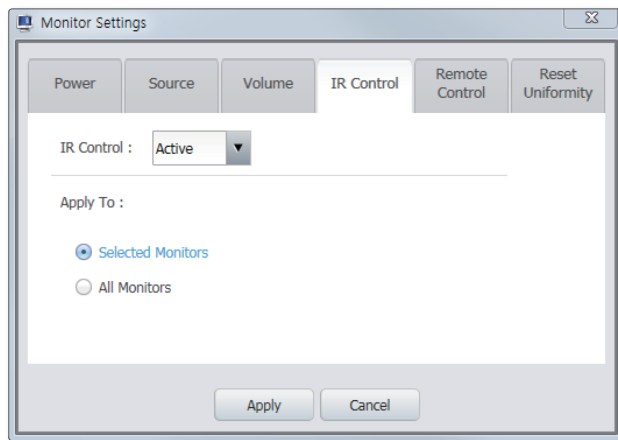 Monitor Settings
Power
Source
Volume
IR Control
Remote
Control
Reset
Uniformity
IR Control :
Active
Apply To :
Selected Monitors
All Monitors
Apply
Cancel